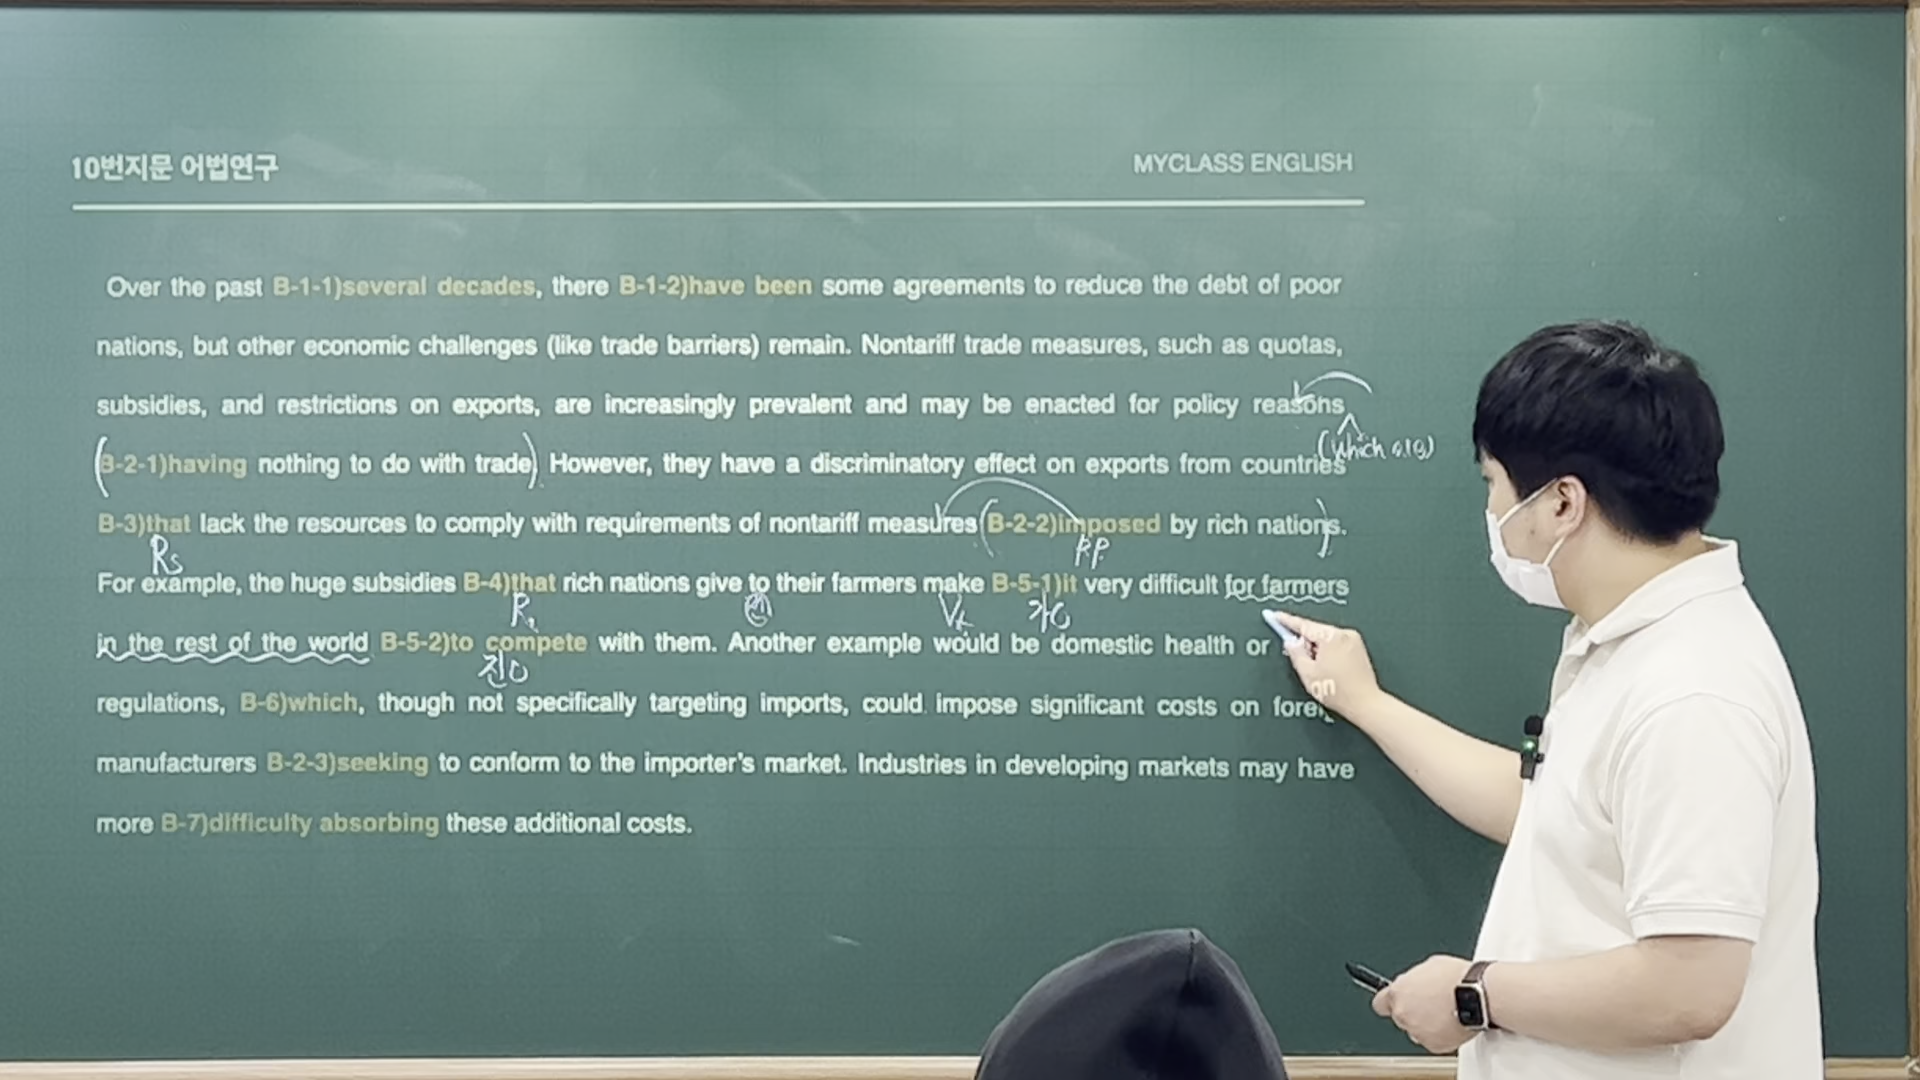 10번지문 어법연구
MYCLASS ENGLISH
Over the past B-1-1)several decades, there B-1-2)have been some agreements to reduce the debt of poor
nations, but other economic challenges (like trade barriers) remain. Nontariff trade measures, such as quotas,
subsidies, and restrictions on exports, are increasingly prevalent and may be enacted for policy reasons
(which
B-2-1)having nothing to do with trade. However, they have a discriminatory effect on exports from countries
B-3)that lack the resources to comply with requirements of nontariff measures B-2-2)imposed by rich nations.
Rs
P.P.
For example, the huge subsidies B-4)that rich nations give to their farmers make B-5-1)it very difficult for farmers
가O
in the rest of the world B-5-2)to compete with them. Another example would be domestic health or
진O
regulations, B-6)which, though not specifically targeting imports, could impose significant costs on foreign
manufacturers B-2-3)seeking to conform to the importer's market. Industries in developing markets may have
more B-7)difficulty absorbing these additional costs.